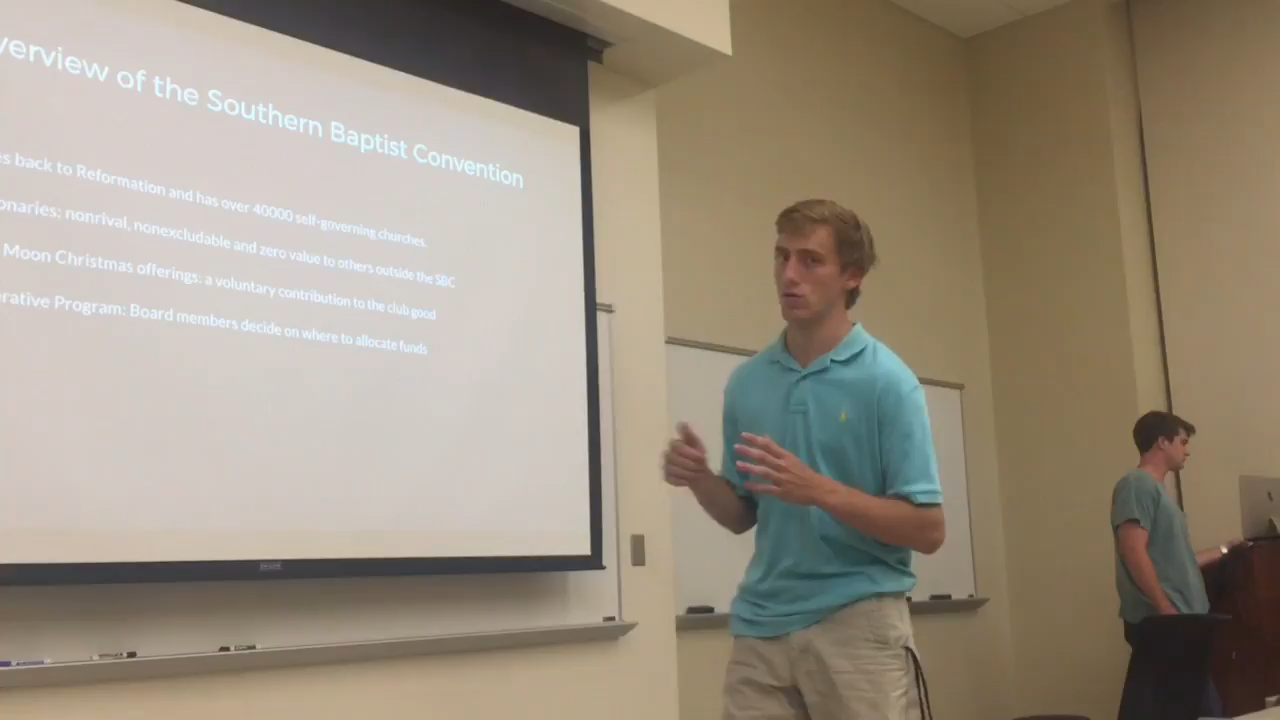 verview of the Southern Baptist Convention
es back to Reformation and has over 40000 self-governing churches.
onaries: nonrival, nonexcludable and zero value to others outside the SBC
Moon Christmas offerings: a voluntary contribution to the club good
erative Program: Board members decide on where to allocate funds